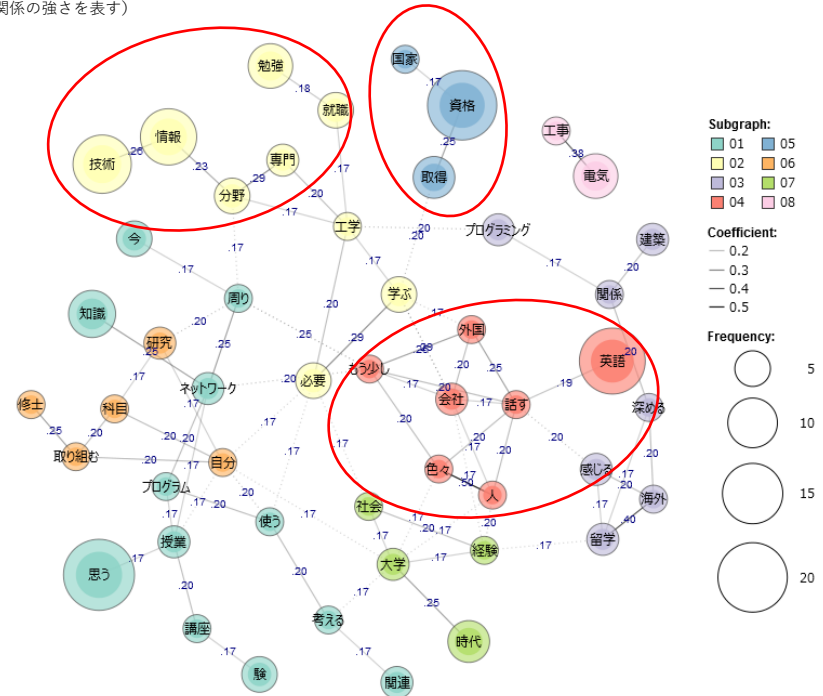 関係の強さを表す）
国家
.17
資格
.25
取得
勉強
.18
就職
情報
.26
技術
.23
専門
.29
分野
.20
.17
.17
工学
工事
.38
電気
Subgraph:
01 05
02 06
03 07
04 08
Coefficient:
0.2
0.3
0.4
0.5
Frequency:
5
10
15
20
今
.17
.17
周り
.20
.20
プログラミング
.17
建築
.20
関係
.17
学ぶ
.17
.20
.29
必要
.20
.25
知識
研究
.20
.25
.25
ネットワーク
.17
.17
科目
修士
.25
.20
取り組む
.20
.20
.20
自分
.17
.17
外国
.29
もう少し
.20
.25
.20
会社
.17
話す
.19
英語
.20
深める
.20
.17
.20
.20
.20
色々
.17
.50
人
感じる
.17
.20
.17
海外
.40
留学
.17
プログラム
.17
.17
.20
.20
使う
.17
授業
.17
思う
.20
講座
.17
験
.20
考える
.17
関連
.17
.17
社会
.17
.20
.17
.20
.17
経験
大学
.17
.25
時代